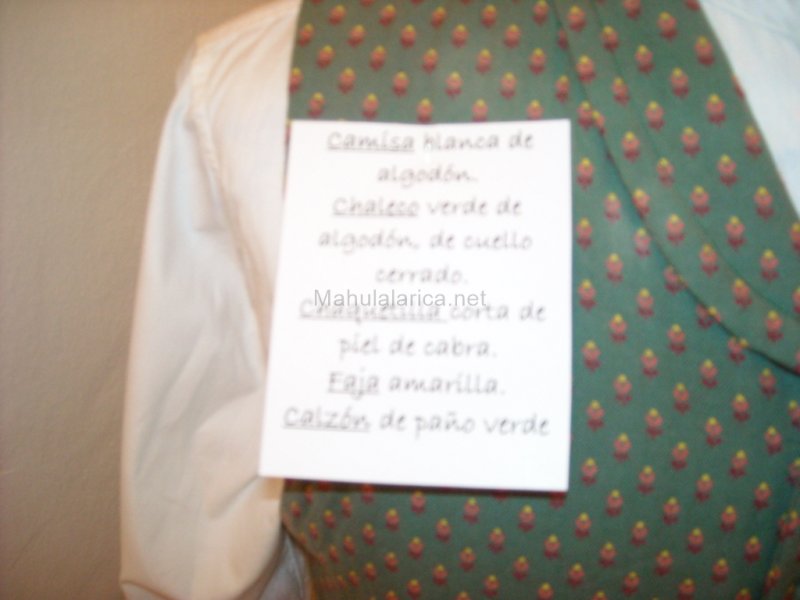 Camisa blanca de
algodón.
Chaleco verde de
algodón, de cuello
cerrado.
Mahulalarica.net
Chaquetilla corta de
piel de cabra.
Faja amarilla.
Calzón de paño verde